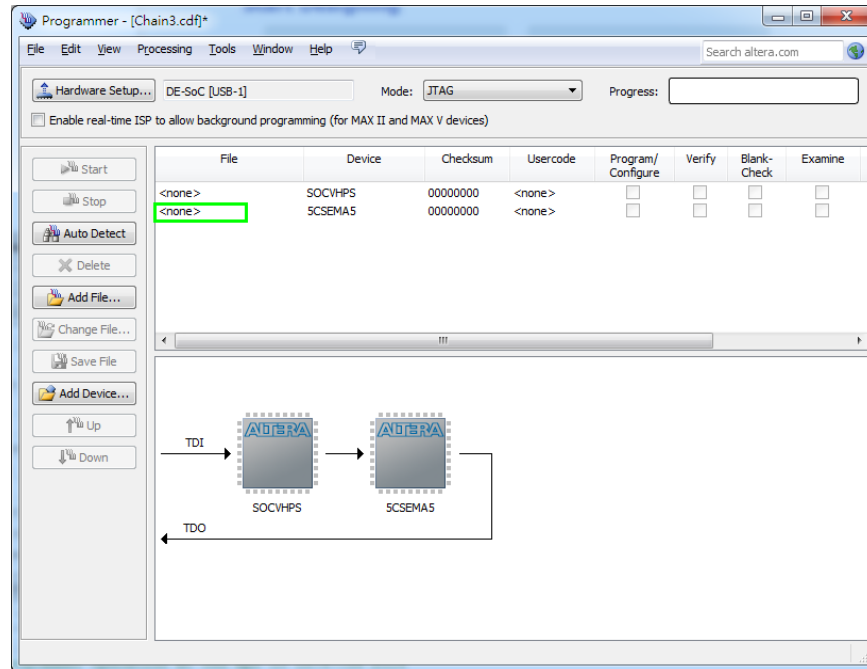 Programmer - [Chain3.cdf]*
File Edit View Processing Tools Window Help
Search altera.com
Hardware Setup... DE-SoC [USB-1] Mode: JTAG Progress:
Enable real-time ISP to allow background programming (for MAX II and MAX V devices)
Start
Stop
Auto Detect
Delete
Add File...
Change File...
Save File
Add Device...
Up
Down
File Device Checksum Usercode Program/ Configure Verify Blank- Check Examine
<none> SOCVHPS 00000000 <none>
<none> 5CSEMA5 00000000 <none>
TDI
ALTERA ALTERA
SOCVHPS 5CSEMA5
TDO